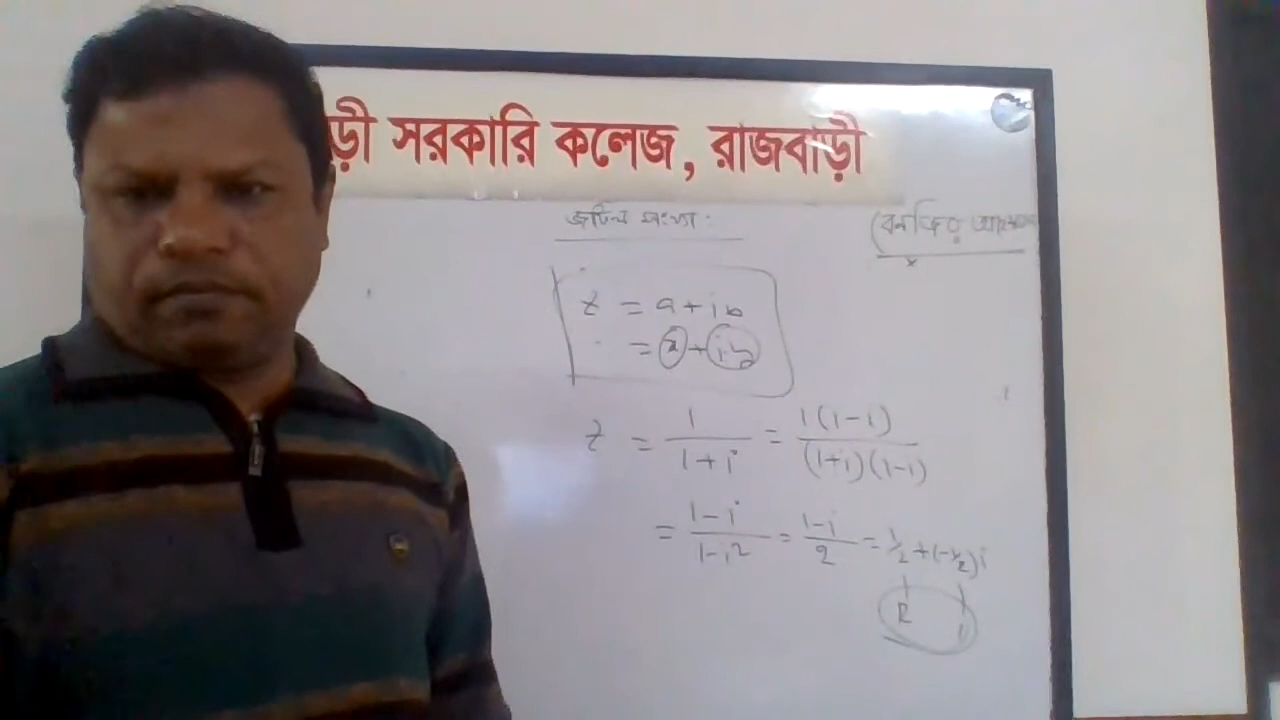 ড়ী সরকারি কলেজ, রাজবাড়ী
জটিল সংখ্যা :
z = a + ib
= x + iy
z = 1/(1+i) = 1(1-i)/((1+i)(1-i))
= (1-i)/(1-i²) = (1-i)/2 = 1/2 + (-1/2)i
R i